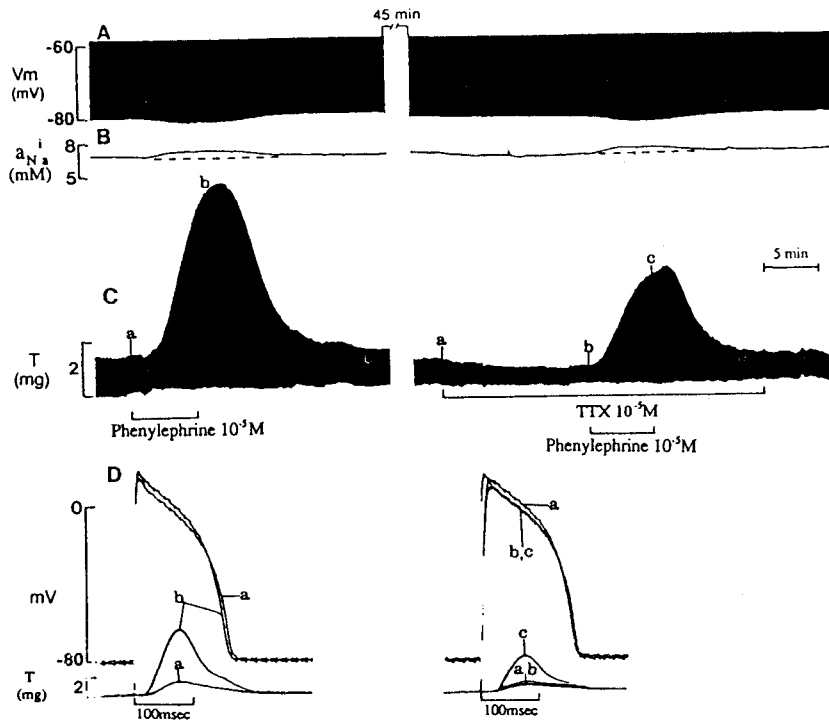 45 min
A
-60
Vm
(mV)
-80
B
a i Na
(mM)
8
5
b
c
5 min
C
a
a
b
T
(mg)
2
Phenylephrine 10-5M
TTX 10-5M
Phenylephrine 10-5M
D
0
mV
-80
a
b
a
a
b,c
c
a b
T
(mg)
2
100msec
100msec